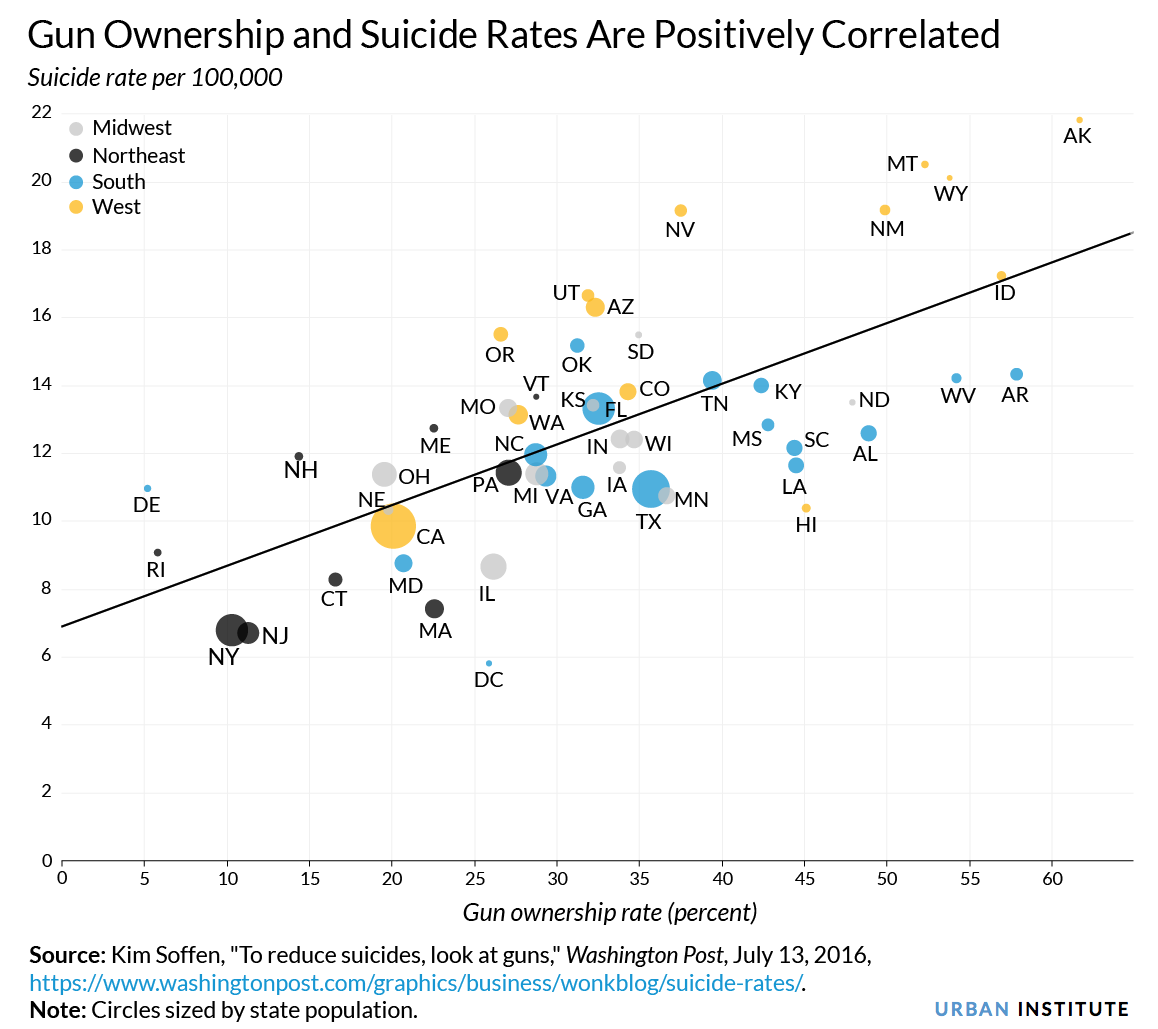 Gun Ownership and Suicide Rates Are Positively Correlated
Suicide rate per 100,000
22
Midwest
Northeast
South
West
20
18
16
14
12
10
8
6
4
2
0
AK
MT
WY
NV
NM
ID
UT
AZ
OR
OK
SD
VT
KS
FL
CO
TN
KY
WV
AR
MO
WA
ND
ME
NC
IN
WI
MS
SC
AL
NH
OH
PA
MI
VA
GA
IA
LA
DE
NE
CA
TX
MN
HI
RI
CT
MD
IL
MA
NY
NJ
DC
0 5 10 15 20 25 30 35 40 45 50 55 60
Gun ownership rate (percent)
Source: Kim Soffen, "To reduce suicides, look at guns," Washington Post, July 13, 2016,
https://www.washingtonpost.com/graphics/business/wonkblog/suicide-rates/.
Note: Circles sized by state population.
URBAN INSTITUTE